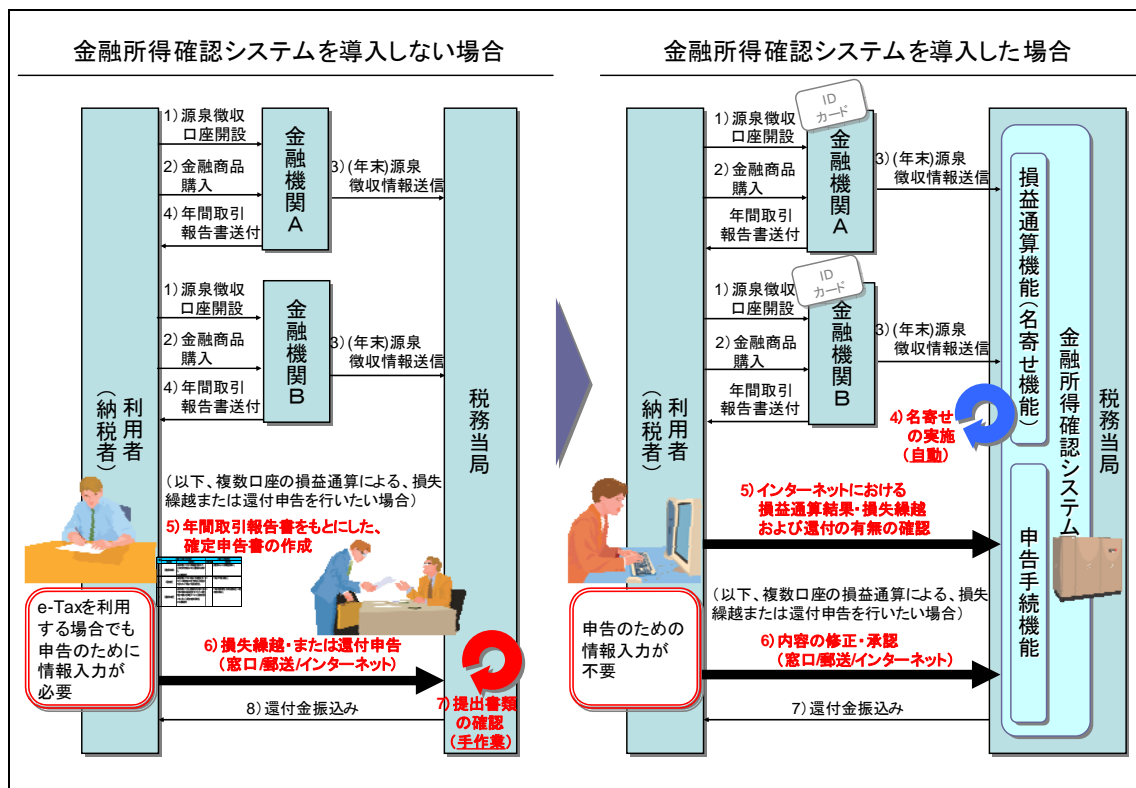 金融所得確認システムを導入しない場合
1)源泉徴収
口座開設
2)金融商品
購入
4)年間取引
報告書送付
金融機関A
3)(年末)源泉
徴収情報送信
1)源泉徴収
口座開設
2)金融商品
購入
4)年間取引
報告書送付
金融機関B
3)(年末)源泉
徴収情報送信
利用者
(納税者)
税務当局
(以下、複数口座の損益通算による、損失
繰越または還付申告を行いたい場合)
5)年間取引報告書をもとにした、
確定申告書の作成
e-Taxを利用
する場合でも
申告のために
情報入力が
必要
6)損失繰越・または還付申告
(窓口/郵送/インターネット)
7)提出書類
の確認
(手作業)
8)還付金振込み
金融所得確認システムを導入した場合
ID
カード
1)源泉徴収
口座開設
2)金融商品
購入
年間取引
報告書送付
金融機関A
3)(年末)源泉
徴収情報送信
ID
カード
1)源泉徴収
口座開設
2)金融商品
購入
年間取引
報告書送付
金融機関B
3)(年末)源泉
徴収情報送信
利用者
(納税者)
損益通算機能(名寄せ機能)
金融所得確認システム
税務当局
4)名寄せ
の実施
(自動)
5)インターネットにおける
損益通算結果・損失繰越
および還付の有無の確認
申告手続機能
(以下、複数口座の損益通算による、損失
繰越または還付申告を行いたい場合)
申告のための
情報入力が
不要
6)内容の修正・承認
(窓口/郵送/インターネット)
7)還付金振込み